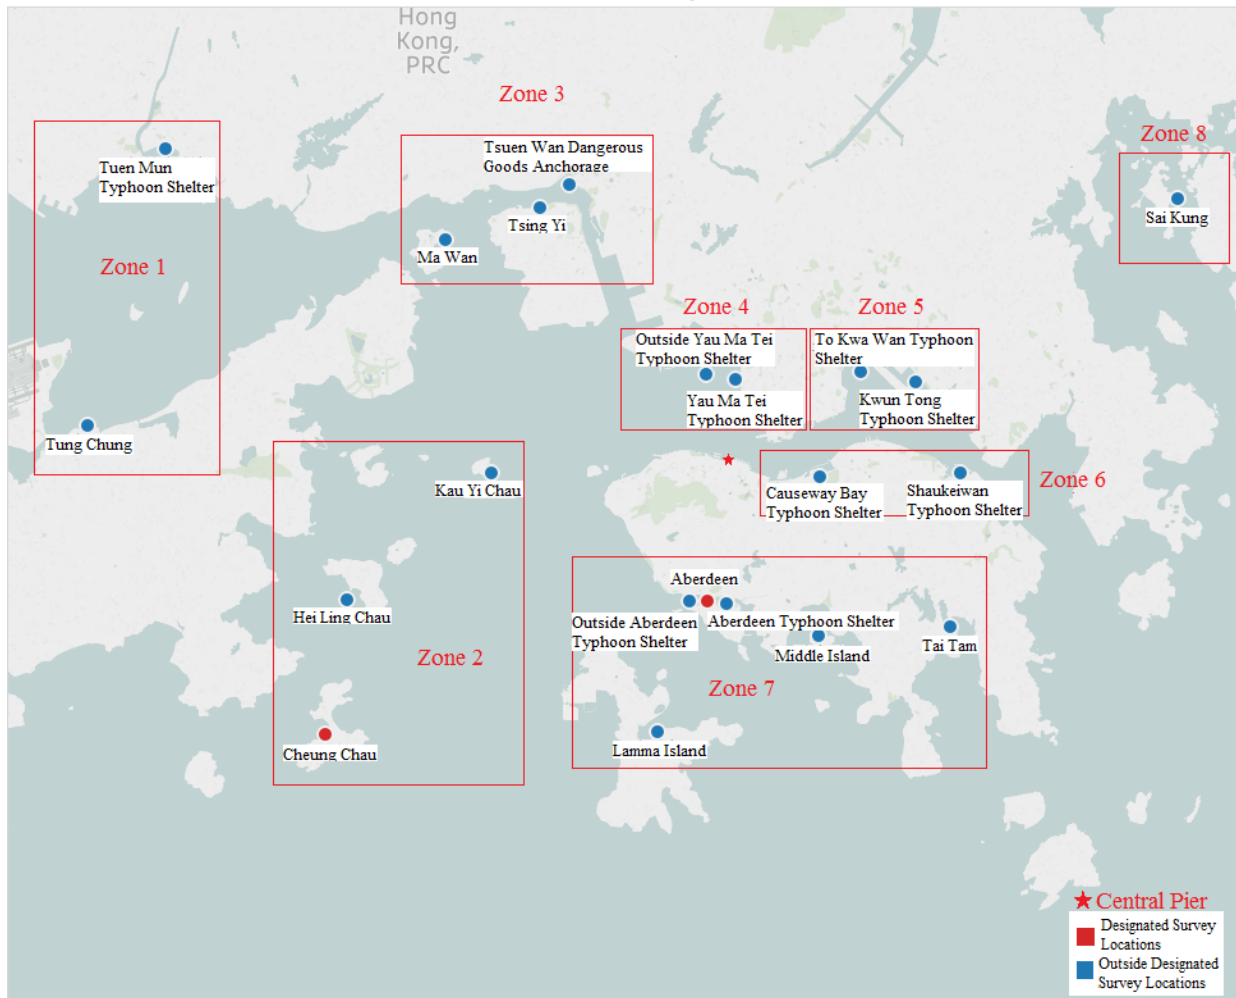 Hong
Kong,
PRC
Zone 3
Zone 8
Tsuen Wan Dangerous
Goods Anchorage
Tuen Mun
Typhoon Shelter
Sai Kung
Tsing Yi
Ma Wan
Zone 1
Zone 4
Zone 5
Outside Yau Ma Tei
Typhoon Shelter
To Kwa Wan Typhoon
Shelter
Yau Ma Tei
Typhoon Shelter
Kwun Tong
Typhoon Shelter
Tung Chung
Kau Yi Chau
Causeway Bay
Typhoon Shelter
Shaukeiwan
Typhoon Shelter
Zone 6
Aberdeen
Hei Ling Chau
Outside Aberdeen
Typhoon Shelter
Aberdeen Typhoon Shelter
Middle Island
Tai Tam
Zone 2
Zone 7
Cheung Chau
Lamma Island
Central Pier
Designated Survey
Locations
Outside Designated
Survey Locations